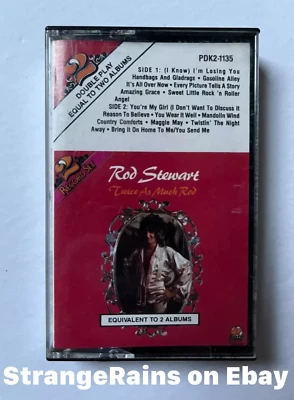 2
DOUBLE PLAY
EQUAL TO TWO ALBUMS
PDK2-1135
SIDE 1: (I Know) I'm Losing You
Handbags And Gladrags • Gasoline Alley
It's All Over Now • Every Picture Tells A Story
Amazing Grace • Sweet Little Rock 'n Roller
Angel
SIDE 2: You're My Girl (I Don't Want To Discuss It
Reason To Believe • You Wear It Well • Mandolin Wind
Country Comforts • Maggie May • Twistin' The Night
Away • Bring It On Home To Me/You Send Me
2
RECORDS
Rod Stewart
Twice As Much Rod
EQUIVALENT TO 2 ALBUMS
StrangeRains on Ebay